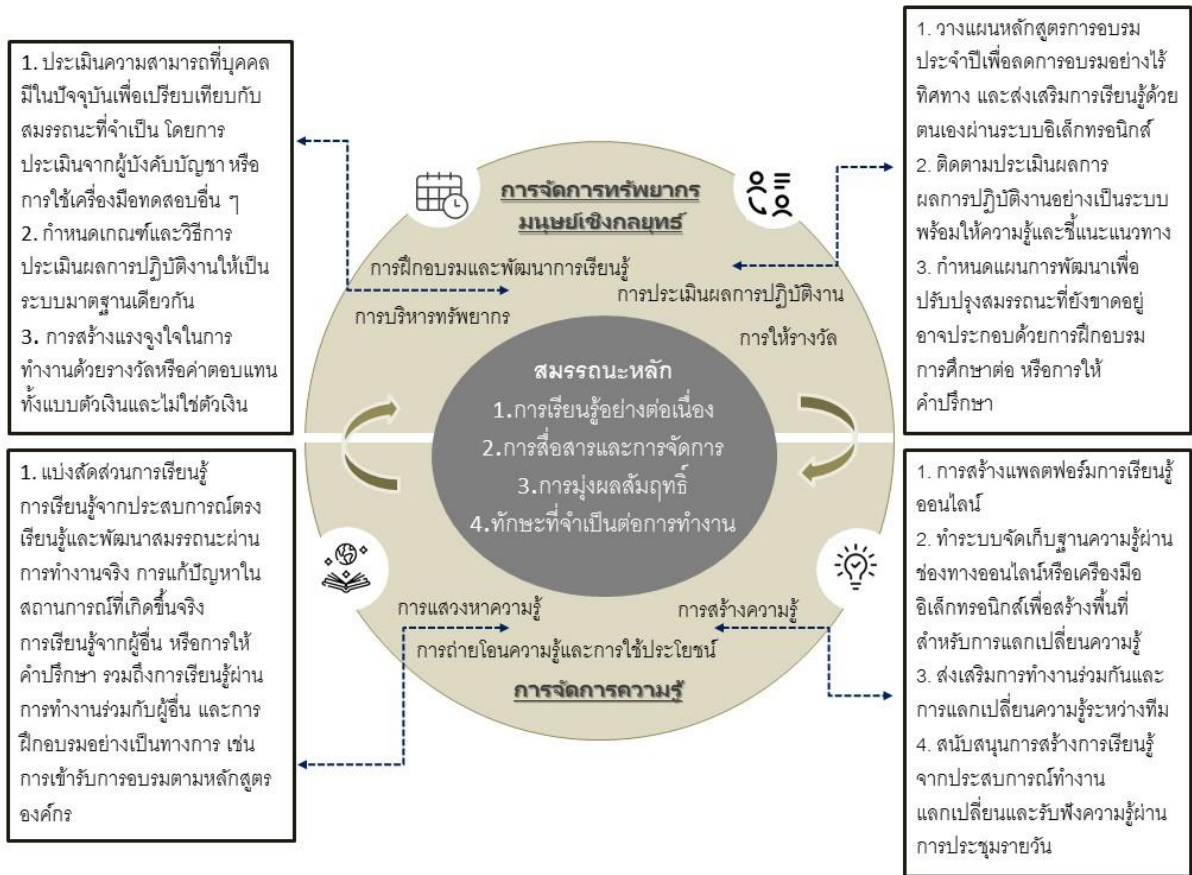 1. ประเมินความสามารถที่บุคคล
มีในปัจจุบันเพื่อเปรียบเทียบกับ
สมรรถนะที่จำเป็น โดยการ
ประเมินจากผู้บังคับบัญชา หรือ
การใช้เครื่องมือทดสอบอื่น ๆ
2. กำหนดเกณฑ์และวิธีการ
ประเมินผลการปฏิบัติงานให้เป็น
ระบบมาตฐานเดียวกัน
3. การสร้างแรงจูงใจในการ
ทำงานด้วยรางวัลหรือค่าตอบแทน
ทั้งแบบตัวเงินและไม่ใช่ตัวเงิน
1. วางแผนหลักสูตรการอบรม
ประจำปีเพื่อลดการอบรมอย่างไร้
ทิศทาง และส่งเสริมการเรียนรู้ด้วย
ตนเองผ่านระบบอิเล็กทรอนิกส์
2. ติดตามประเมินผลการ
ผลการปฏิบัติงานอย่างเป็นระบบ
พร้อมให้ความรู้และชี้แนะแนวทาง
3. กำหนดแผนการพัฒนาเพื่อ
ปรับปรุงสมรรถนะที่ยังขาดอยู่
อาจประกอบด้วยการฝึกอบรม
การศึกษาต่อ หรือการให้
คำปรึกษา
การจัดการทรัพยากร
มนุษย์เชิงกลยุทธ์
การฝึกอบรมและพัฒนาการเรียนรู้
การประเมินผลการปฏิบัติงาน
การบริหารทรัพยากร
การให้รางวัล
สมรรถนะหลัก
1.การเรียนรู้อย่างต่อเนื่อง
2.การสื่อสารและการจัดการ
3.การมุ่งผลสัมฤทธิ์
4.ทักษะที่จำเป็นต่อการทำงาน
การแสวงหาความรู้
การสร้างความรู้
การถ่ายโอนความรู้และการใช้ประโยชน์
การจัดการความรู้
1. แบ่งสัดส่วนการเรียนรู้
การเรียนรู้จากประสบการณ์ตรง
เรียนรู้และพัฒนาสมรรถนะผ่าน
การทำงานจริง การแก้ปัญหาใน
สถานการณ์ที่เกิดขึ้นจริง
การเรียนรู้จากผู้อื่น หรือการให้
คำปรึกษา รวมถึงการเรียนรู้ผ่าน
การทำงานร่วมกับผู้อื่น และการ
ฝึกอบรมอย่างเป็นทางการ เช่น
การเข้ารับการอบรมตามหลักสูตร
องค์กร
1. การสร้างแพลตฟอร์มการเรียนรู้
ออนไลน์
2. ทำระบบจัดเก็บฐานความรู้ผ่าน
ช่องทางออนไลน์หรือเครื่องมือ
อิเล็กทรอนิกส์เพื่อสร้างพื้นที่
สำหรับการแลกเปลี่ยนความรู้
3. ส่งเสริมการทำงานร่วมกันและ
การแลกเปลี่ยนความรู้ระหว่างทีม
4. สนับสนุนการสร้างการเรียนรู้
จากประสบการณ์ทำงาน
แลกเปลี่ยนและรับฟังความรู้ผ่าน
การประชุมรายวัน